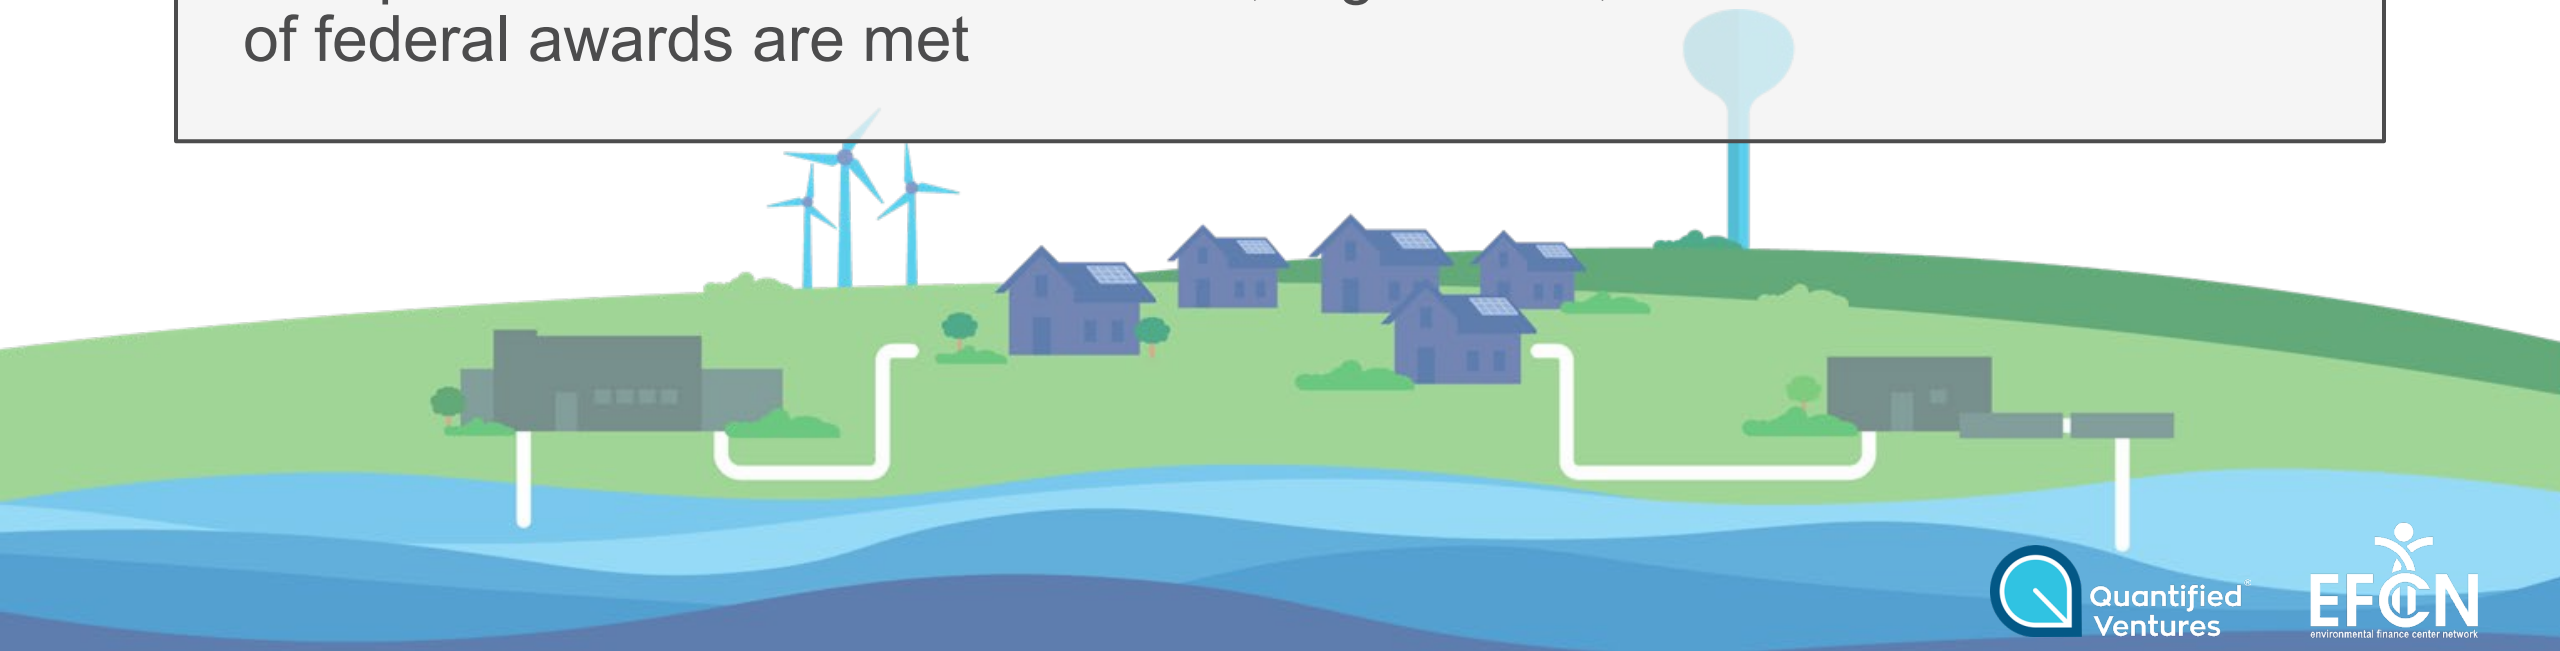 of federal awards are met
Quantified
Ventures
®
EFCN
environmental finance center network